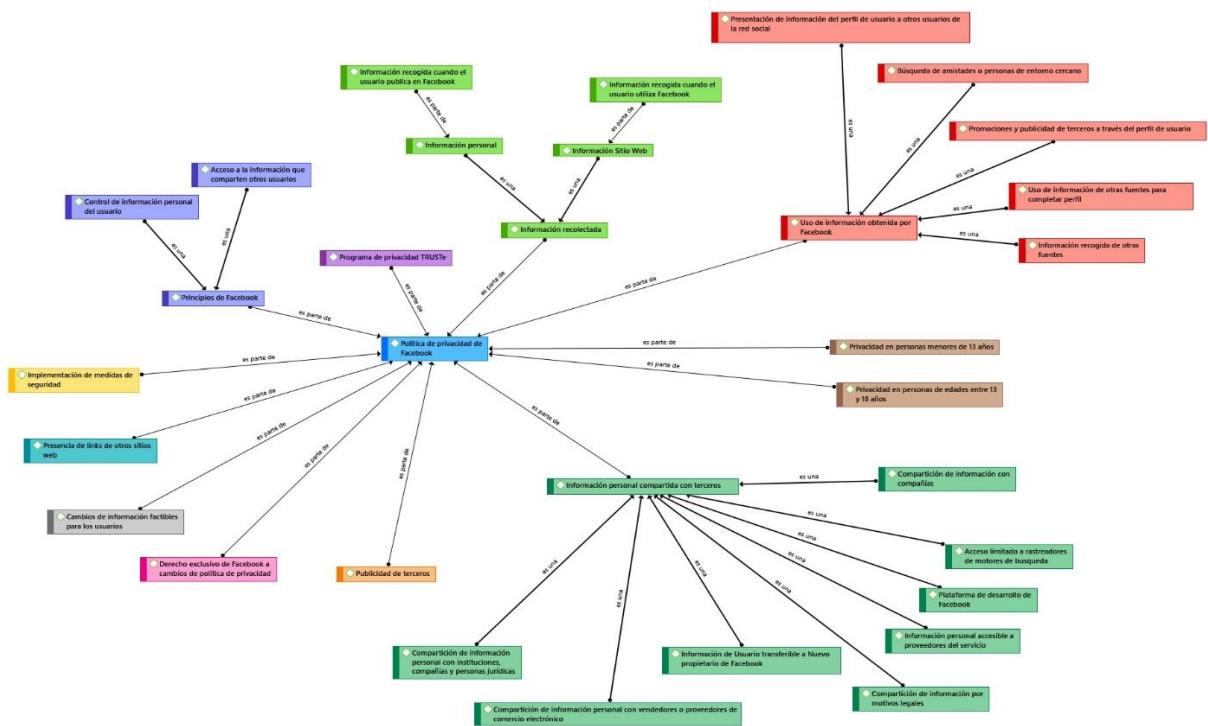 Presentación de información del perfil de usuario a otros usuarios de
la red social
Información recogida cuando el
usuario publica en Facebook
Información recogida cuando el
usuario utiliza Facebook
Búsqueda de amistades o personas de entorno cercano
es parte de
es parte de
es una
es una
Promociones y publicidad de terceros a través del perfil de usuario
Información personal
Información Sitio Web
es una
Acceso a la información que
comparten otros usuarios
es una
es una
Control de información personal
del usuario
Uso de información de otras fuentes para
completar perfil
es una
Uso de información obtenida por
Facebook
Información recolectada
es una
es una
es una
Información recogida de otras
fuentes
Programa de privacidad TRUSTe
es parte de
es parte de
es parte de
Principios de Facebook
es parte de
Política de privacidad de
Facebook
es parte de
Privacidad en personas menores de 13 años
es parte de
Implementación de medidas de
seguridad
es parte de
Privacidad en personas de edades entre 13
y 18 años
es parte de
es parte de
es parte de
es parte de
es parte de
Presencia de links de otros sitios
web
Información personal compartida con terceros
es una
Compartición de información con
compañías
Cambios de información factibles
para los usuarios
es una
Acceso limitado a rastreadores
de motores de busqueda
Derecho exclusivo de Facebook a
cambios de política de privacidad
Publicidad de terceros
es una
es una
es una
es una
es una
es una
Plataforma de desarrollo de
Facebook
Información personal accesible a
proveedores del servicio
Compartición de información
personal con instituciones,
compañías y personas jurídicas
Información de Usuario transferible a Nuevo
propietario de Facebook
Compartición de información por
motivos legales
Compartición de información personal con vendedores o proveedores de
comercio electrónico